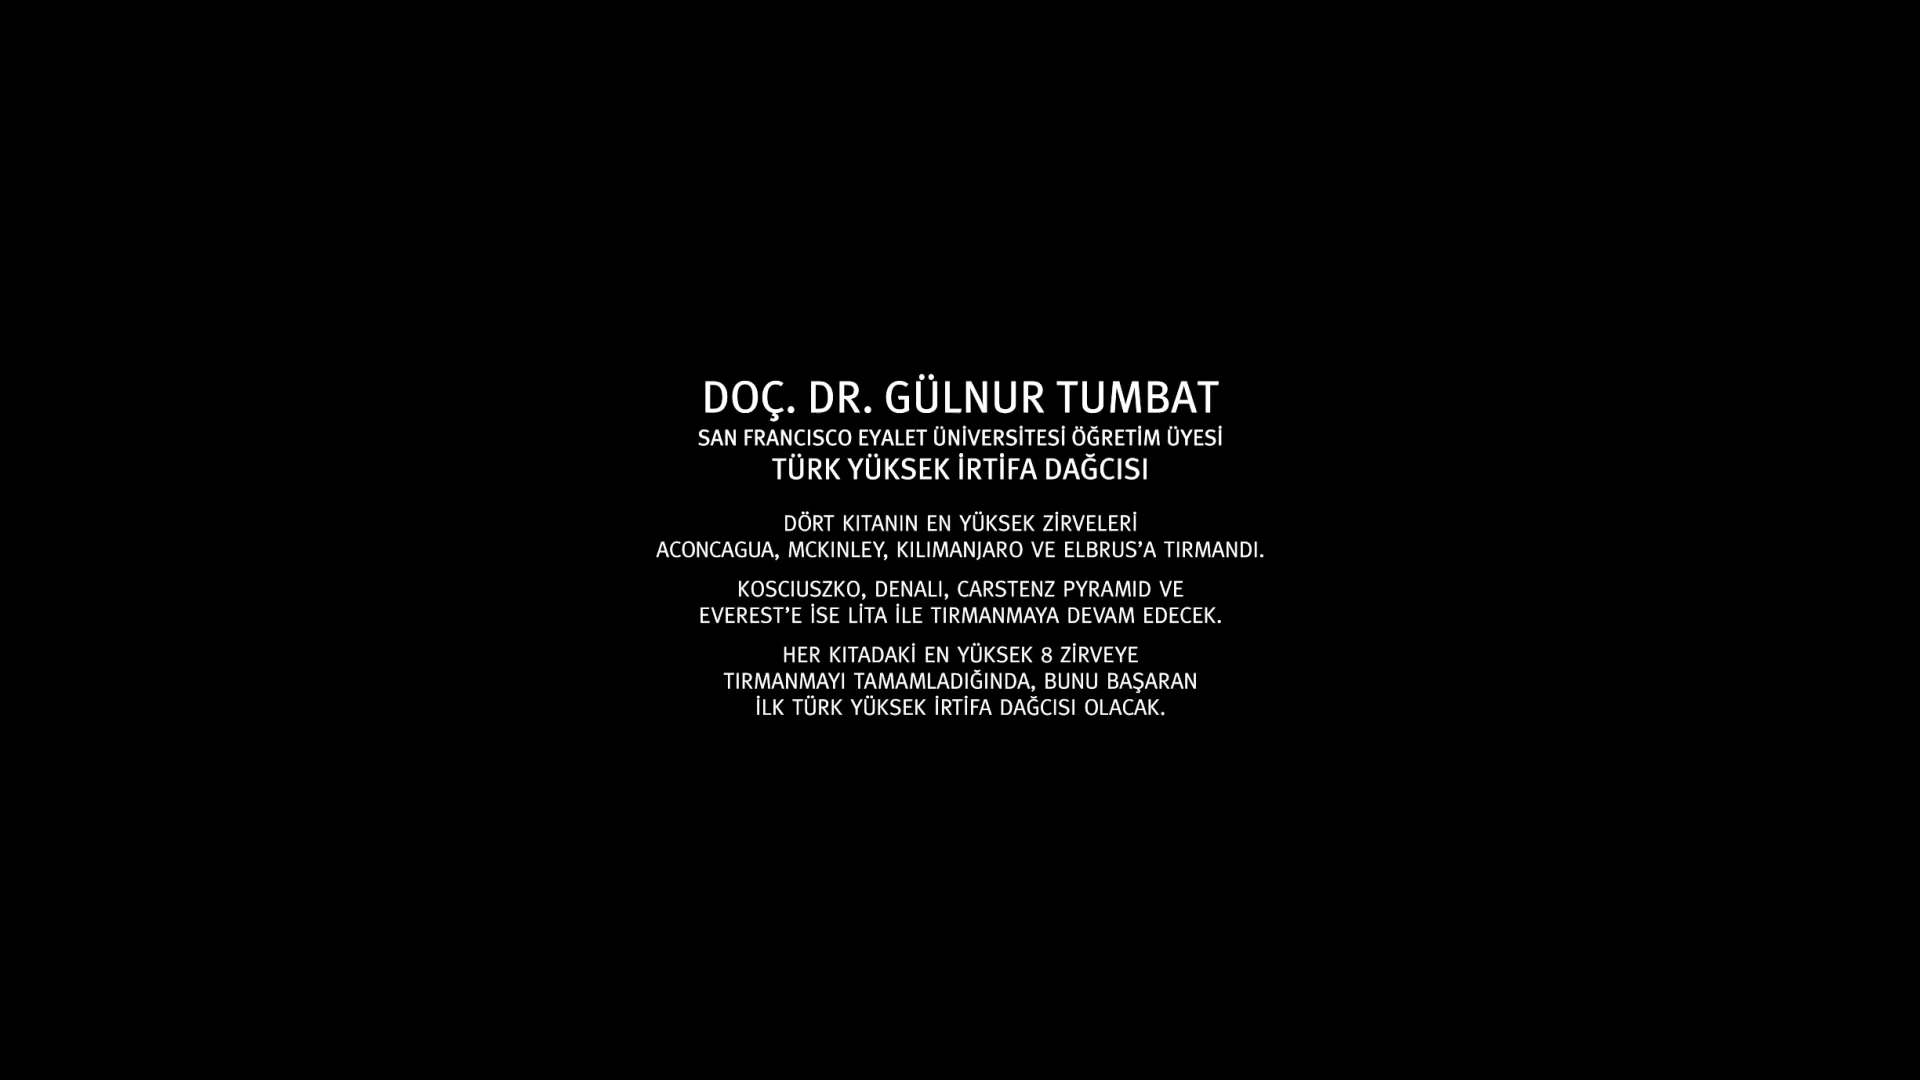 DOÇ. DR. GÜLNUR TUMBAT
SAN FRANCISCO EYALET ÜNİVERSİTESİ ÖĞRETİM ÜYESİ
TÜRK YÜKSEK İRTİFA DAĞCISI
DÖRT KITANIN EN YÜKSEK ZİRVELERİ
ACONCAGUA, MCKINLEY, KILIMANJARO VE ELBRUS’A TIRMANDI.
KOSCIUSZKO, DENALI, CARSTENZ PYRAMID VE
EVEREST’E İSE LİTA İLE TIRMANMAYA DEVAM EDECEK.
HER KITADAKİ EN YÜKSEK 8 ZİRVEYE
TIRMANMAYI TAMAMLADIĞINDA, BUNU BAŞARAN
İLK TÜRK YÜKSEK İRTİFA DAĞCISI OLACAK.